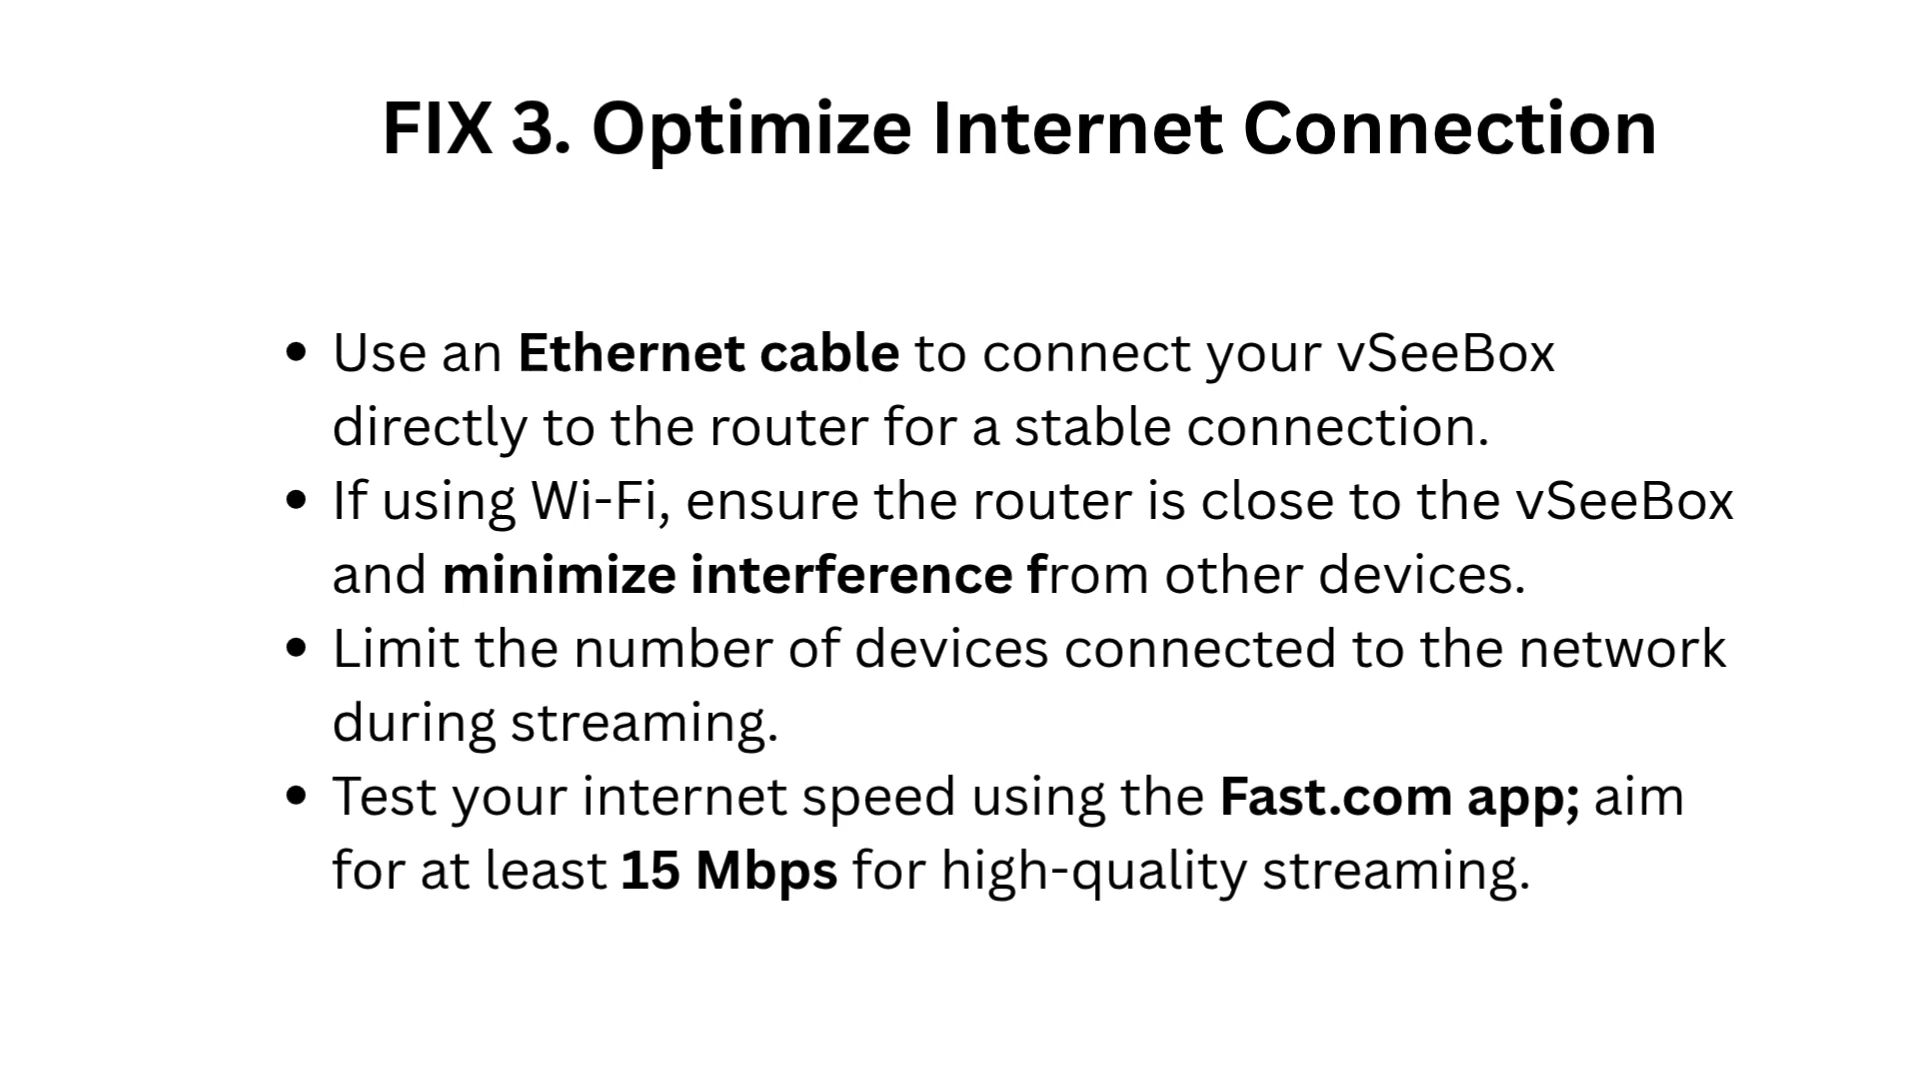 FIX 3. Optimize Internet Connection
• Use an Ethernet cable to connect your vSeeBox
directly to the router for a stable connection.
• If using Wi-Fi, ensure the router is close to the vSeeBox
and minimize interference from other devices.
• Limit the number of devices connected to the network
during streaming.
• Test your internet speed using the Fast.com app; aim
for at least 15 Mbps for high-quality streaming.